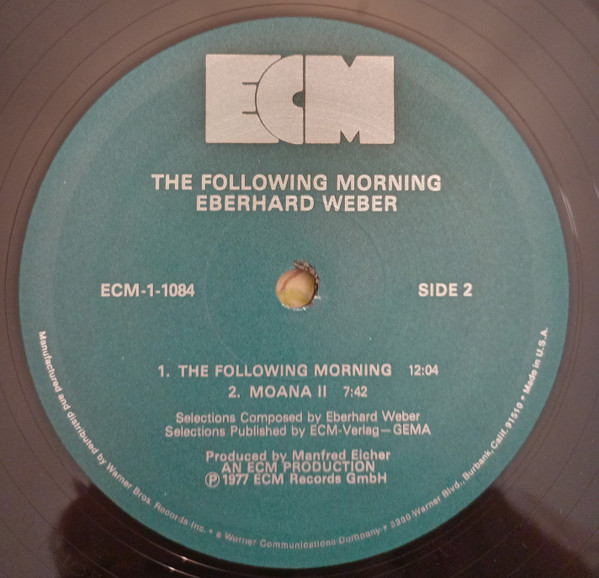 ECM
THE FOLLOWING MORNING
EBERHARD WEBER
ECM-1-1084
SIDE 2
1. THE FOLLOWING MORNING 12:04
2. MOANA II 7:42
Selections Composed by Eberhard Weber
Selections Published by ECM-Verlag—GEMA
Produced by Manfred Eicher
AN ECM PRODUCTION
℗ 1977 ECM Records GmbH
Manufactured and distributed by Warner Bros. Records Inc. • a Warner Communications Company • 3300 Warner Blvd., Burbank, Calif. 91510 • Made in U.S.A.